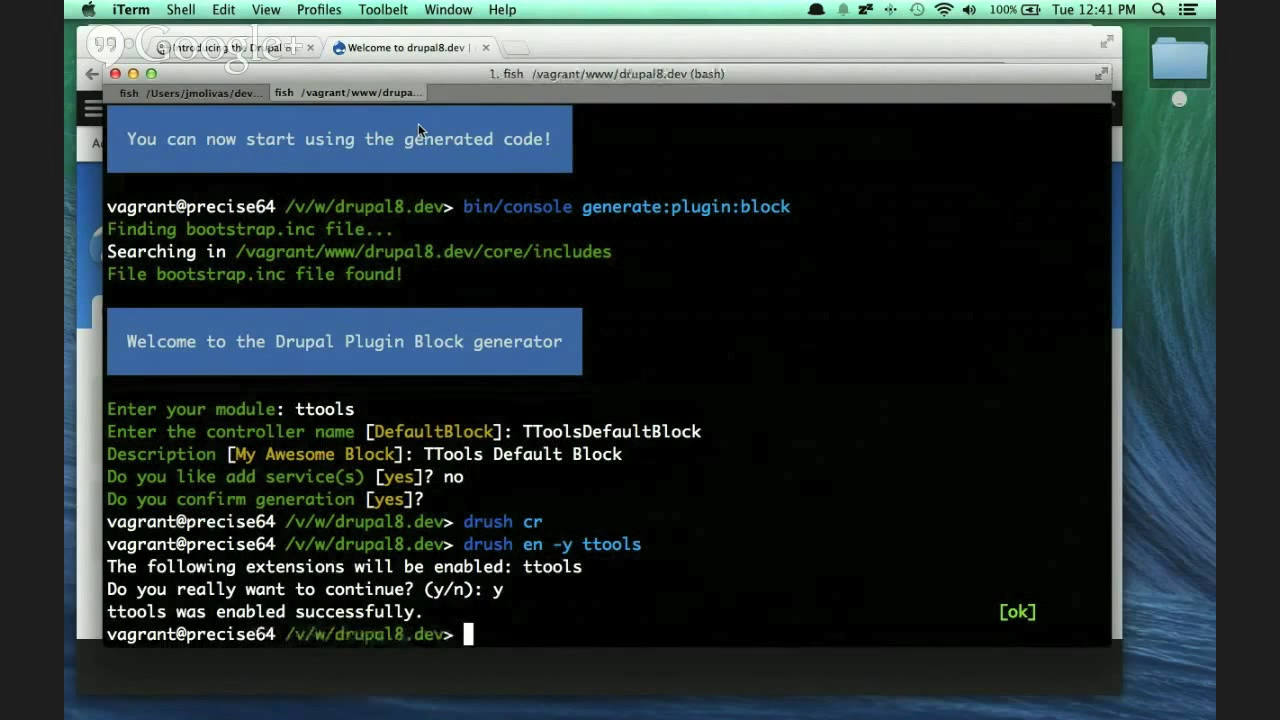 iTerm Shell Edit View Profiles Toolbelt Window Help 100% Tue 12:41 PM
Google+
Introducing the Drupal
Welcome to drupal8.dev
1. fish /vagrant/www/drupal8.dev (bash)
fish /Users/jmolivas/dev... fish /vagrant/www/drupa...
You can now start using the generated code!
vagrant@precise64 /v/w/drupal8.dev> bin/console generate:plugin:block
Finding bootstrap.inc file...
Searching in /vagrant/www/drupal8.dev/core/includes
File bootstrap.inc file found!
Welcome to the Drupal Plugin Block generator
Enter your module: ttools
Enter the controller name [DefaultBlock]: TToolsDefaultBlock
Description [My Awesome Block]: TTools Default Block
Do you like add service(s) [yes]? no
Do you confirm generation [yes]?
vagrant@precise64 /v/w/drupal8.dev> drush cr
vagrant@precise64 /v/w/drupal8.dev> drush en -y ttools
The following extensions will be enabled: ttools
Do you really want to continue? (y/n): y
ttools was enabled successfully. [ok]
vagrant@precise64 /v/w/drupal8.dev>